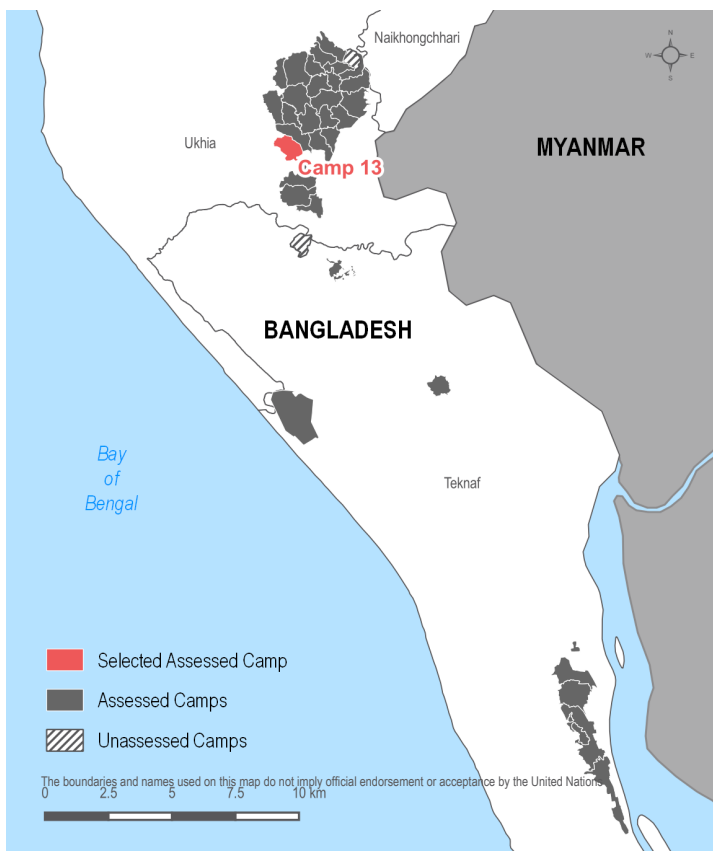 Naikhongchhari
N
W E
S
Ukhia
MYANMAR
Camp 13
BANGLADESH
Bay
of
Bengal
Teknaf
Selected Assessed Camp
Assessed Camps
Unassessed Camps
The boundaries and names used on this map do not imply official endorsement or acceptance by the United Nations
0 2.5 5 7.5 10 km